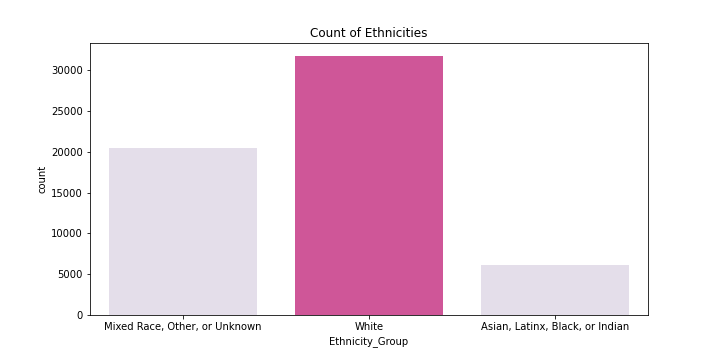 Count of Ethnicities
30000
25000
20000
15000
10000
5000
0
count
Mixed Race, Other, or Unknown
White
Asian, Latinx, Black, or Indian
Ethnicity_Group